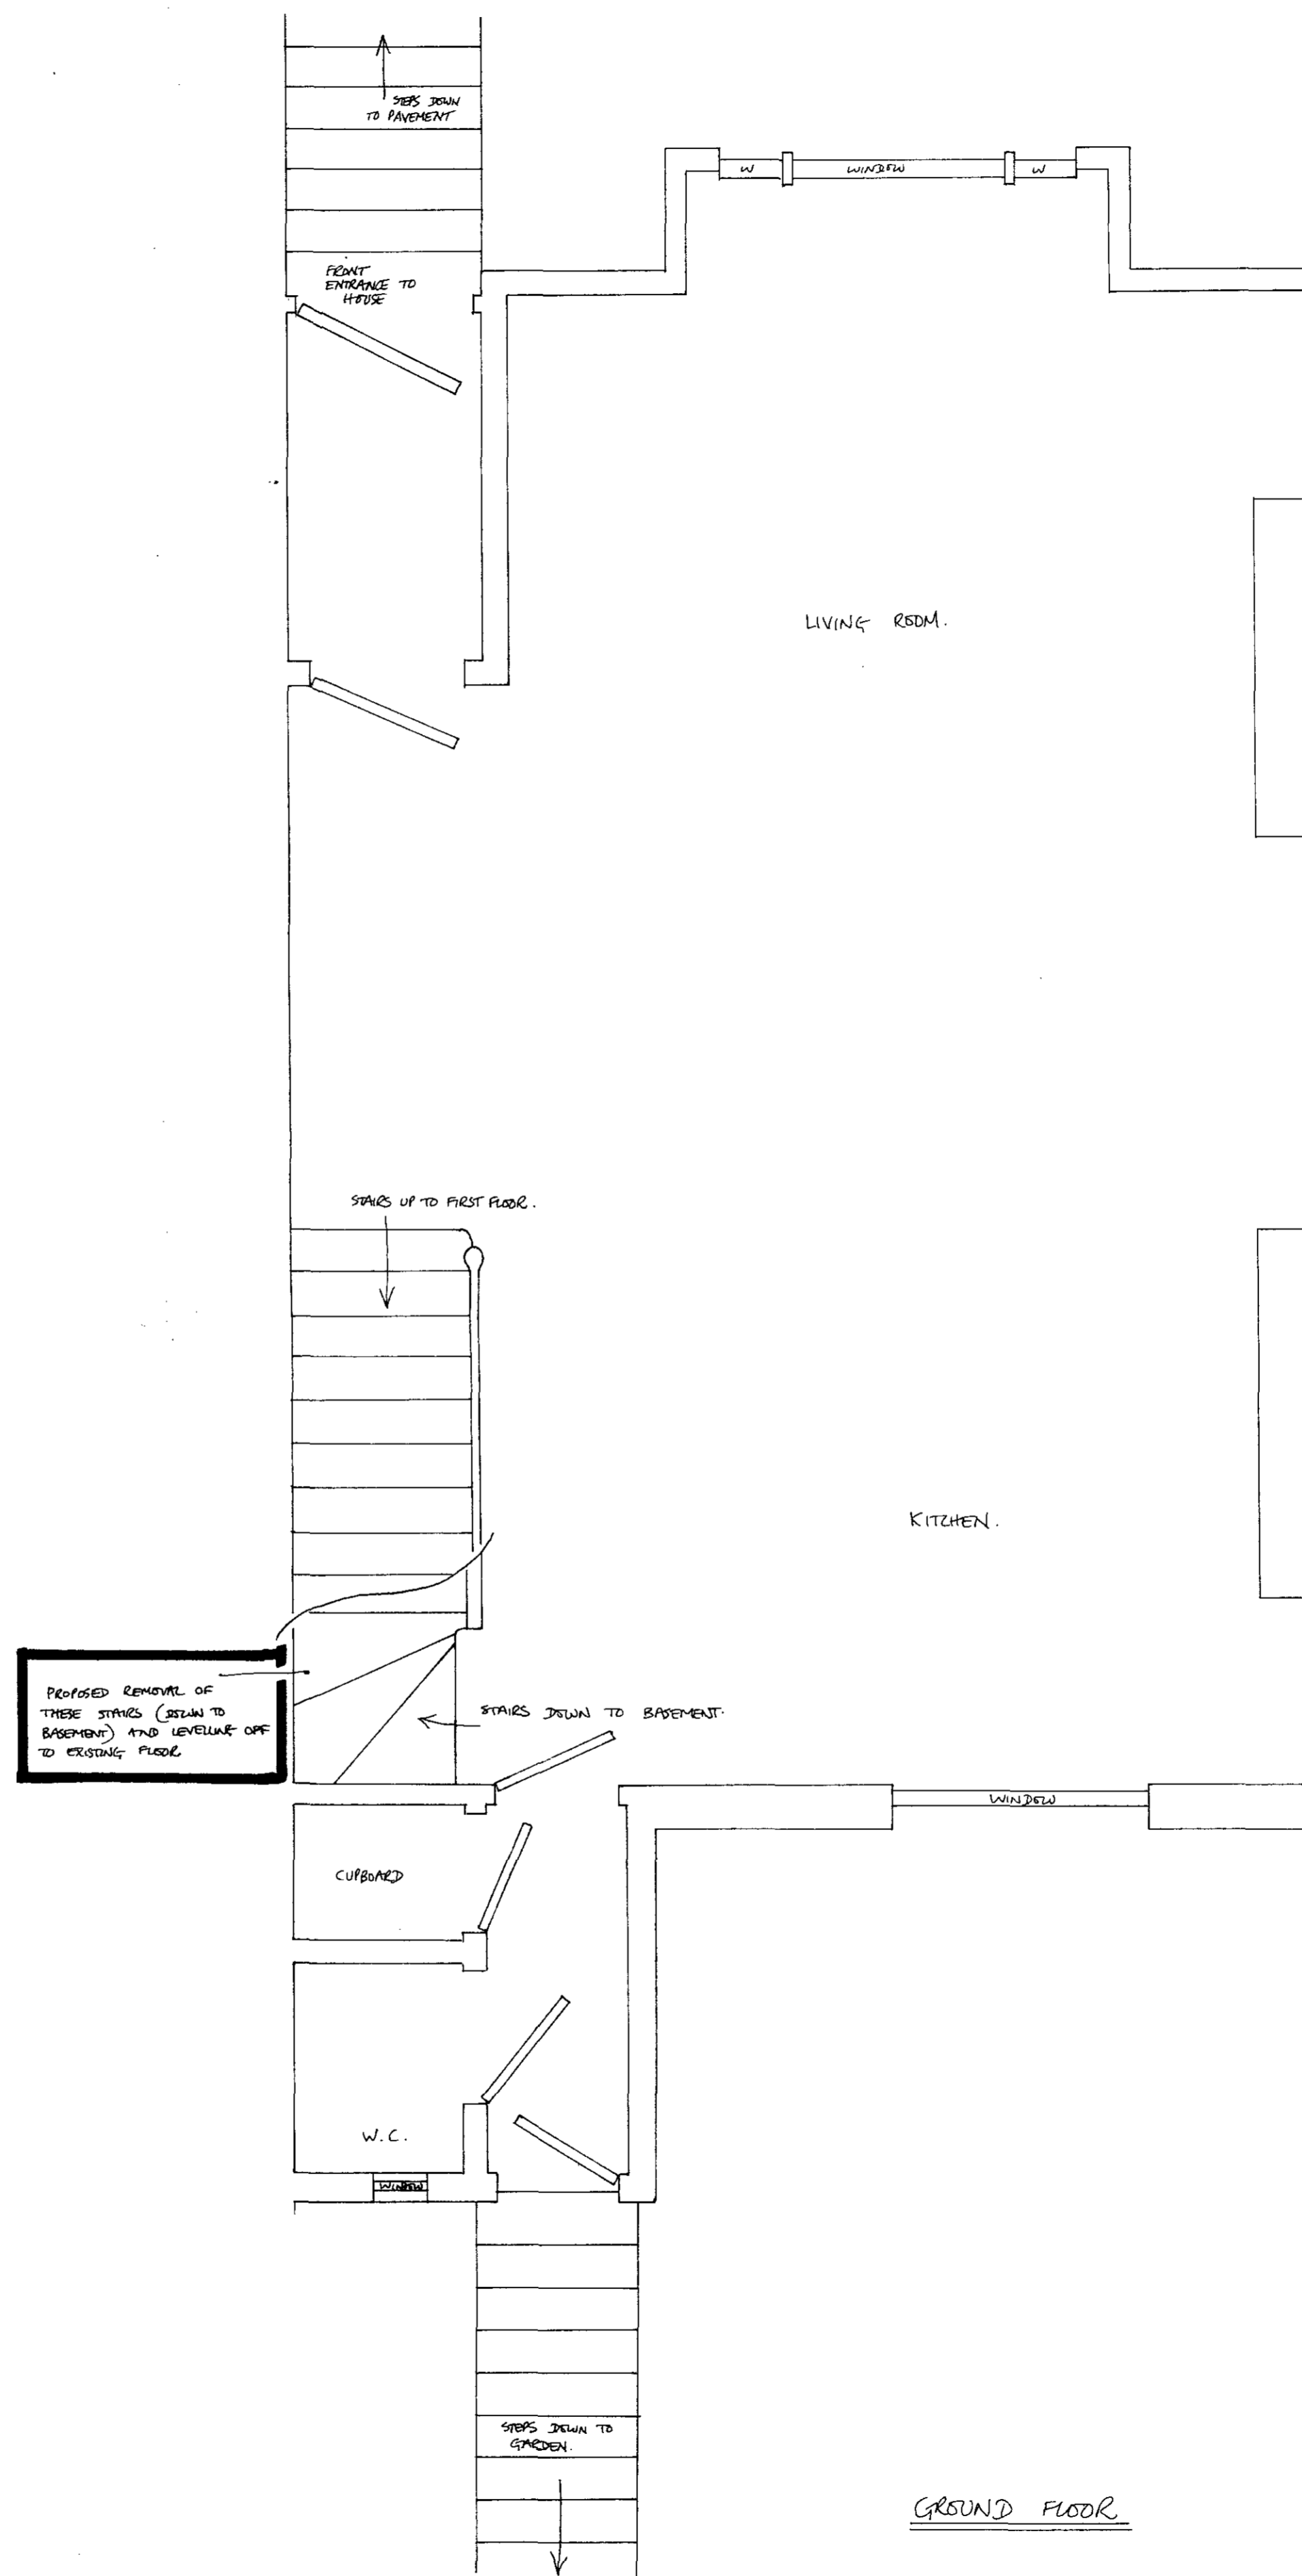 STEPS DOWN
TO PAVEMENT
W
WINDOW
W
FRONT
ENTRANCE TO
HOUSE
LIVING ROOM.
STAIRS UP TO FIRST FLOOR.
KITCHEN.
PROPOSED REMOVAL OF
THESE STAIRS (DOWN TO
BASEMENT) AND LEVELLING OFF
TO EXISTING FLOOR
STAIRS DOWN TO BASEMENT.
WINDOW
CUPBOARD
W.C.
WINDOW
STEPS DOWN TO
GARDEN.
GROUND FLOOR